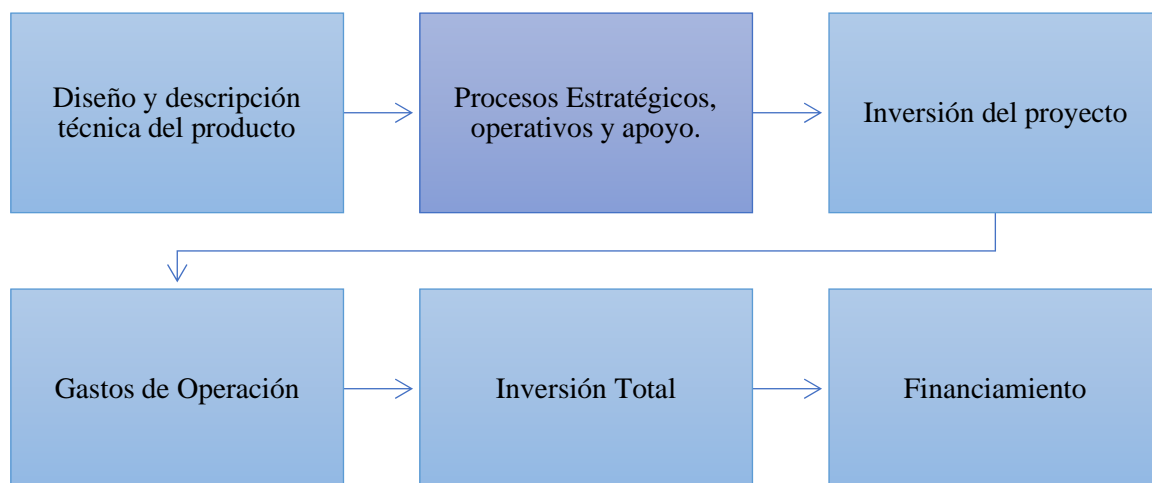 Diseño y descripción
técnica del producto
Procesos Estratégicos,
operativos y apoyo.
Inversión del proyecto
Gastos de Operación
Inversión Total
Financiamiento